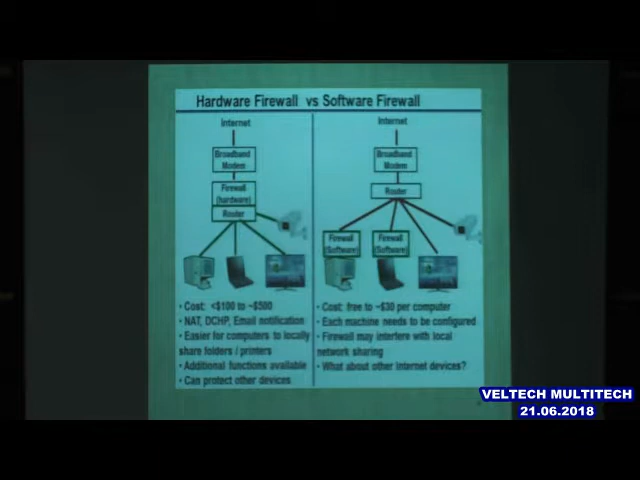 Hardware Firewall vs Software Firewall
Internet
Broadband
Modem
Firewall
(hardware)
Router
• Cost: <$100 to ~$500
• NAT, DCHP, Email notification
• Easier for computers to locally
share folders / printers
• Additional functions available
• Can protect other devices
Internet
Broadband
Modem
Router
Firewall
(Software)
Firewall
(Software)
• Cost: free to ~$30 per computer
• Each machine needs to be configured
• Firewall may interfere with local
network sharing
• What about other Internet devices?
VELTECH MULTITECH
21.06.2018